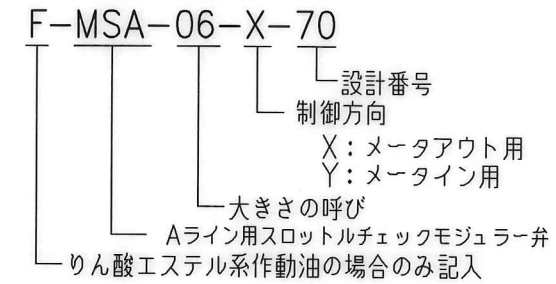 F-MSA-06-X-70
設計番号
制御方向
X：メータアウト用
Y：メータイン用
大きさの呼び
Aライン用スロットルチェックモジュラー弁
りん酸エステル系作動油の場合のみ記入